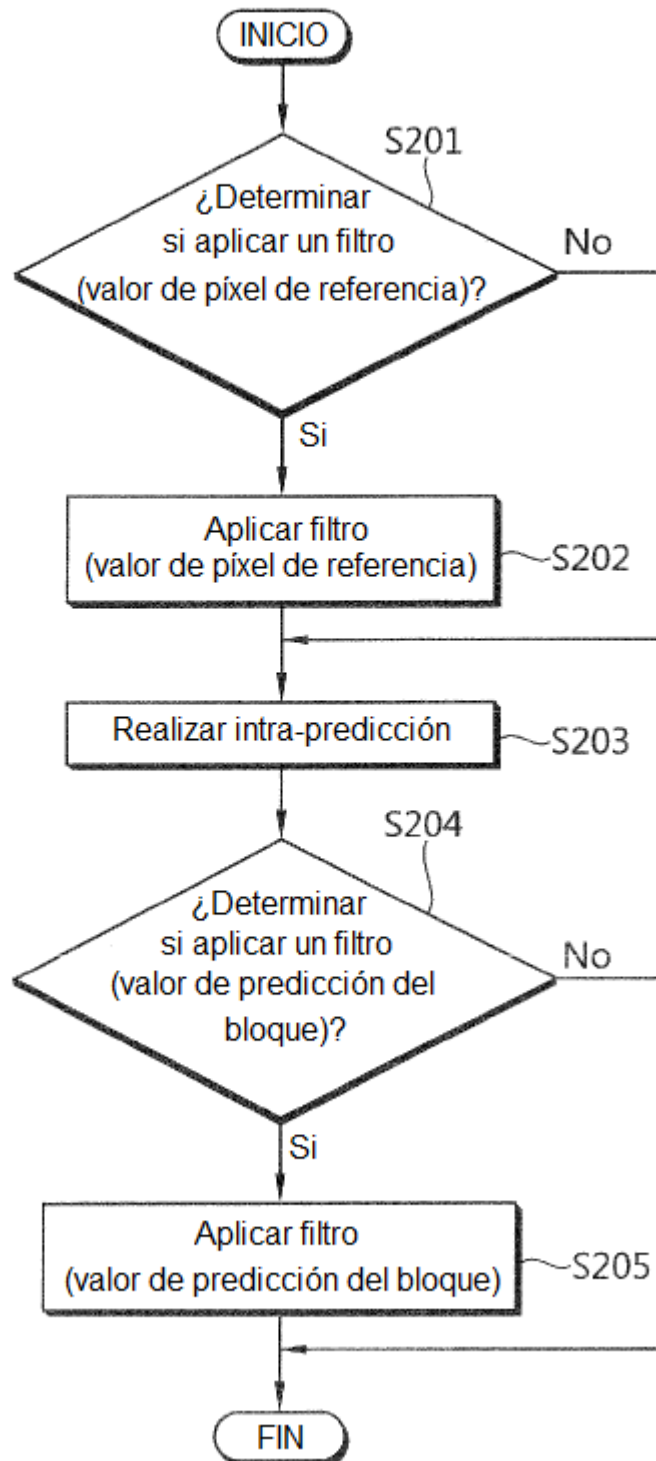 INICIO
S201
¿Determinar
si aplicar un filtro
(valor de píxel de referencia)?
No
Si
Aplicar filtro
(valor de píxel de referencia)
S202
Realizar intra-predicción
S203
S204
¿Determinar
si aplicar un filtro
(valor de predicción del
bloque)?
No
Si
Aplicar filtro
(valor de predicción del bloque)
S205
FIN